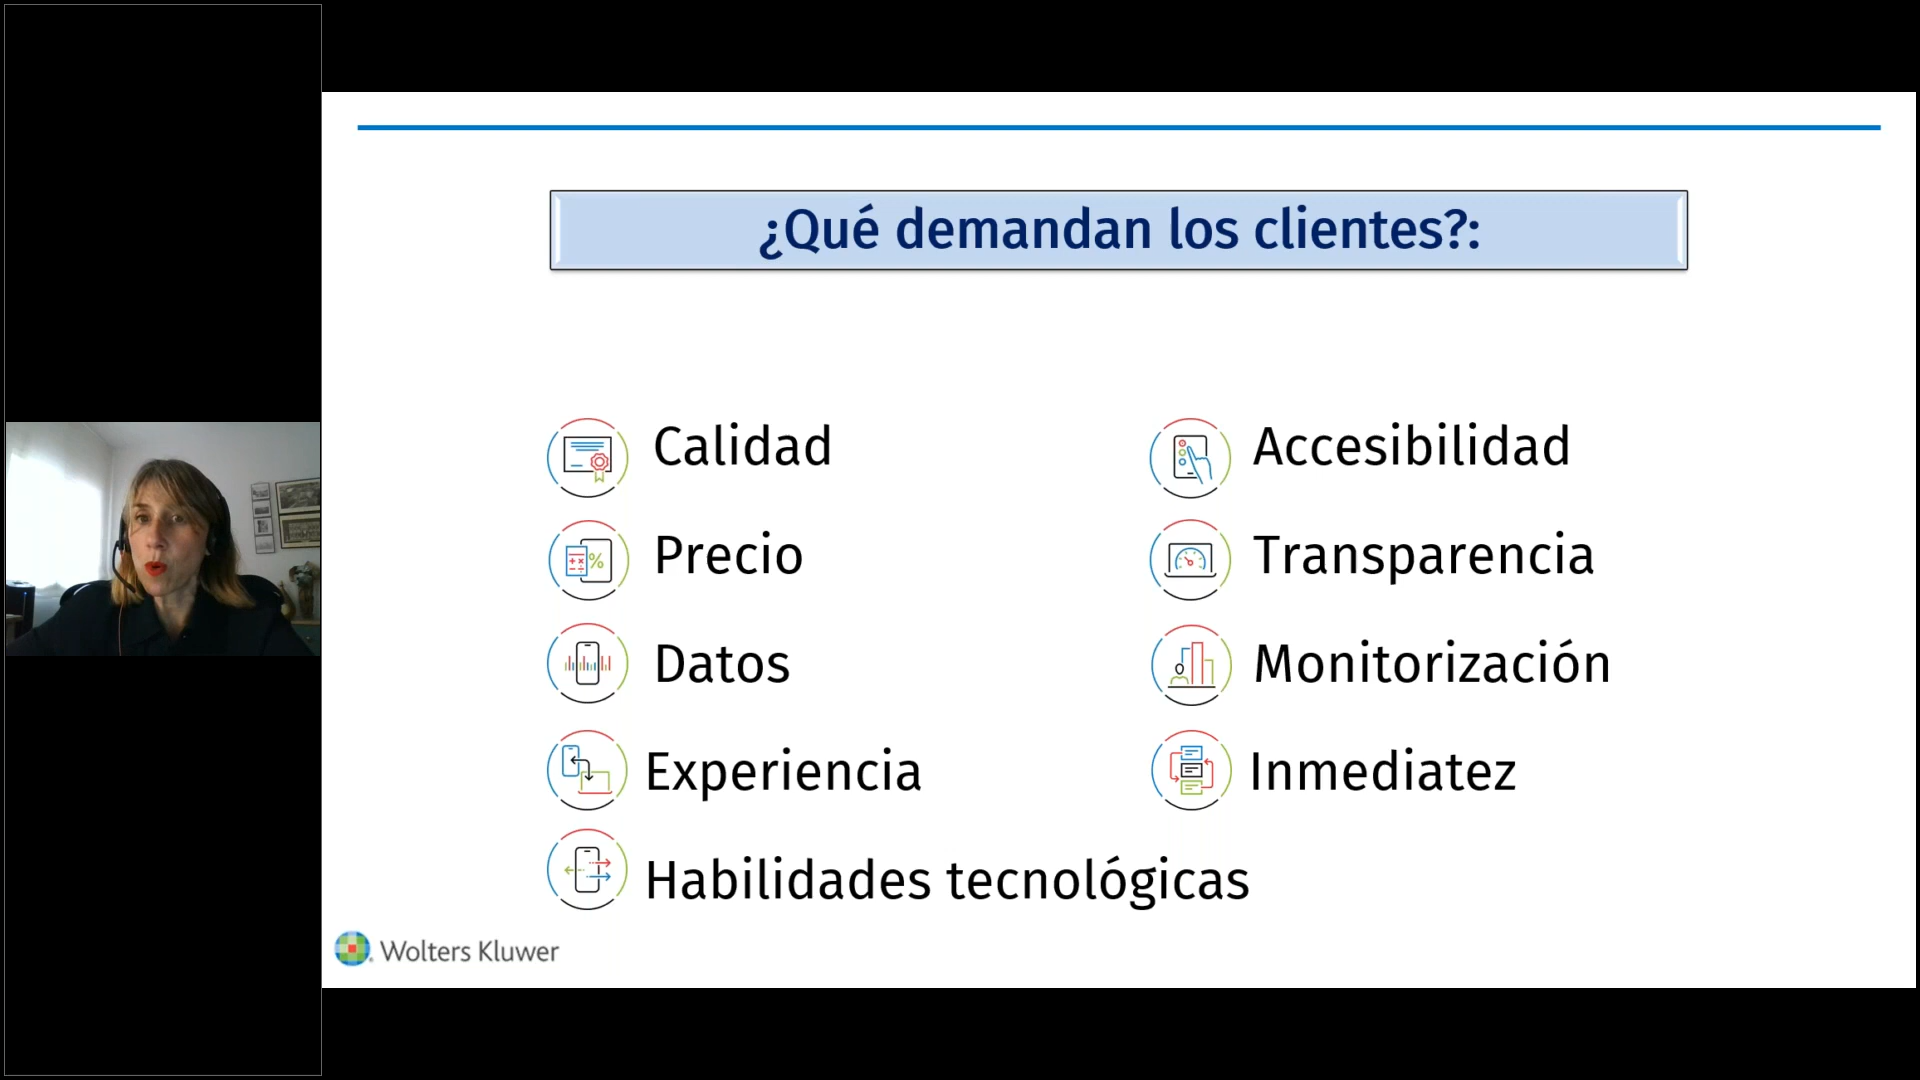 ¿Qué demandan los clientes?:
Calidad
Precio
Datos
Experiencia
Habilidades tecnológicas
Accesibilidad
Transparencia
Monitorización
Inmediatez
Wolters Kluwer